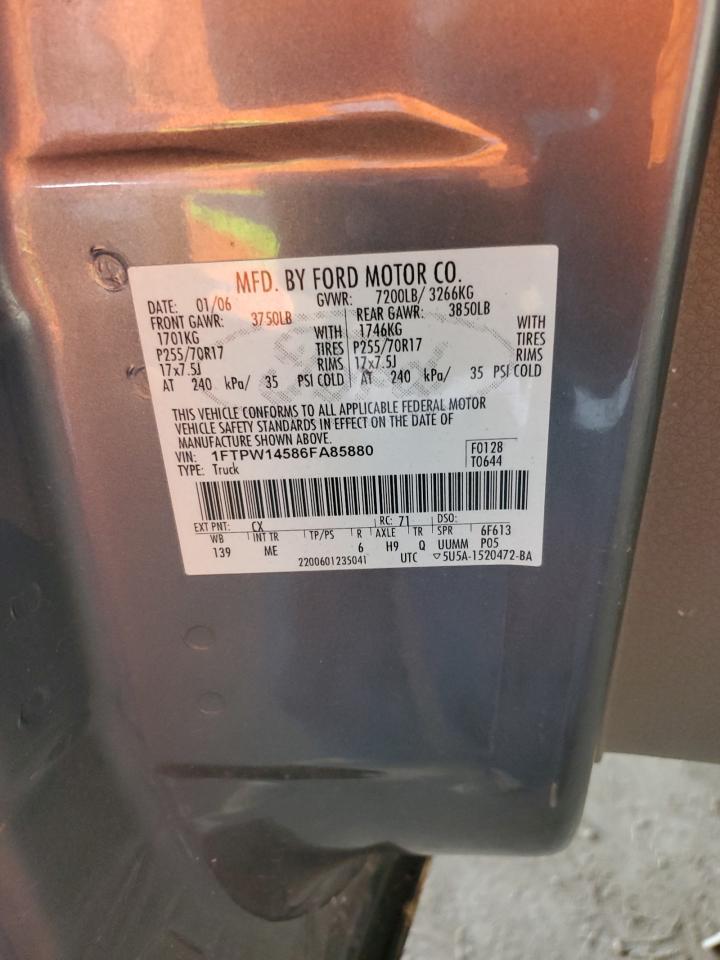 MFD. BY FORD MOTOR CO.
DATE: 01/06 GVWR: 7200LB/ 3266KG
FRONT GAWR: 3750LB REAR GAWR: 3850LB
1701KG WITH 1746KG WITH
P255/70R17 TIRES P255/70R17 TIRES
17x7.5J RIMS 17x7.5J RIMS
AT 240 kPa/ 35 PSI COLD AT 240 kPa/ 35 PSI COLD
THIS VEHICLE CONFORMS TO ALL APPLICABLE FEDERAL MOTOR
VEHICLE SAFETY STANDARDS IN EFFECT ON THE DATE OF
MANUFACTURE SHOWN ABOVE.
VIN: 1FTPW14586FA85880 F0128
TYPE: Truck T0644
EXT PNT: CX RC: 71 DSO:
WB INT TR TP/PS R AXLE TR SPR 6F613
139 ME 6 H9 Q UUMM P05
2200601235041 UTC ▽5U5A-1520472-BA